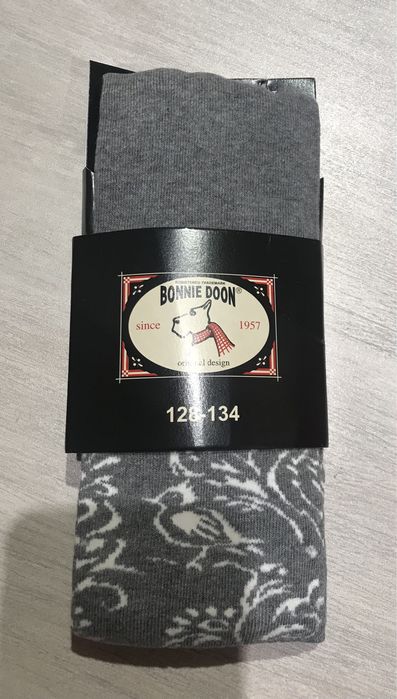 REGISTERED TRADEMARK
BONNIE DOON®
since 1957
original design
128-134